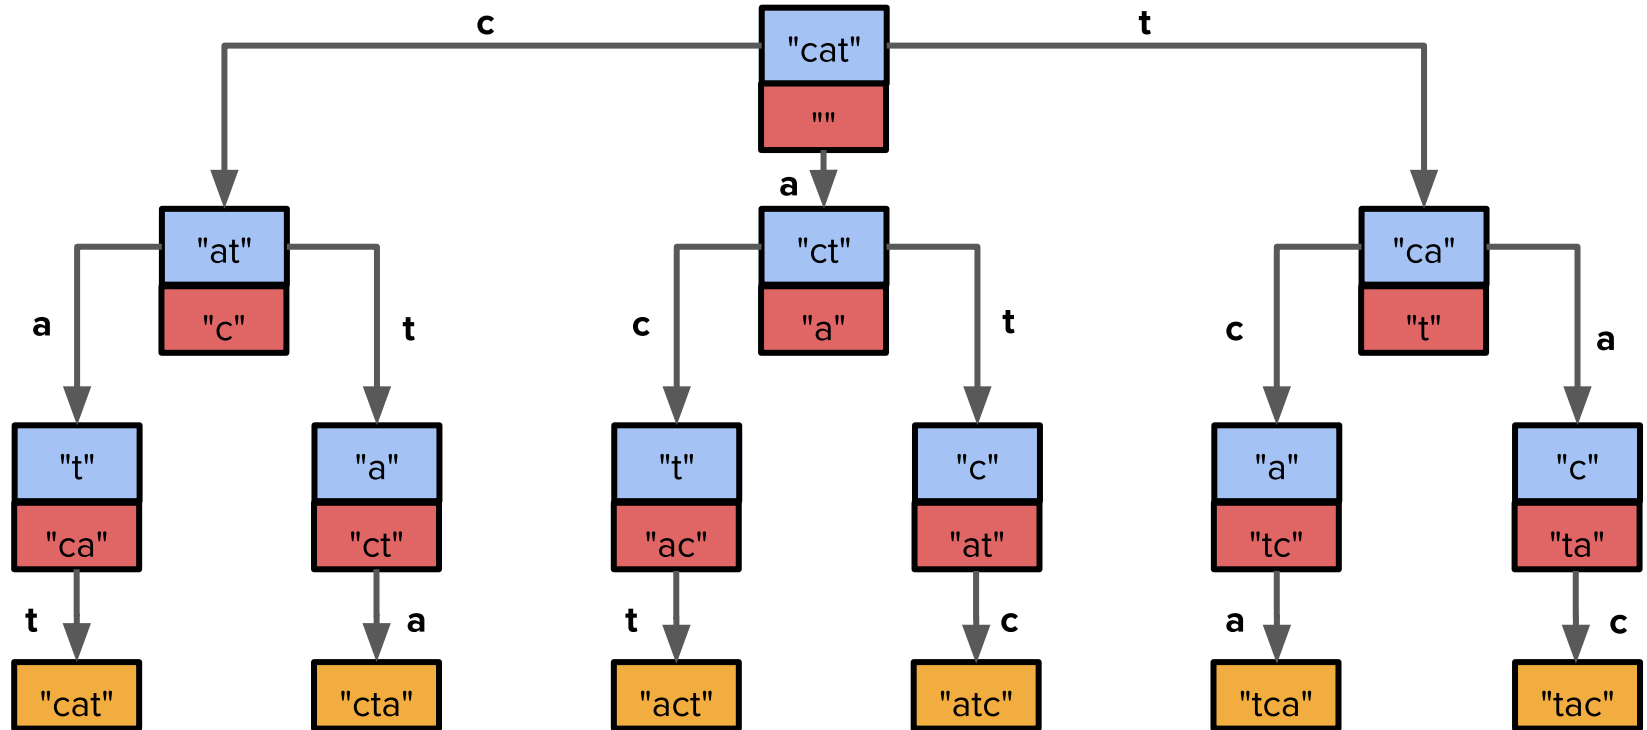 c
t
"cat"
""
a
"at"
"c"
"ct"
"a"
"ca"
"t"
a
t
c
t
c
a
"t"
"ca"
"a"
"ct"
"t"
"ac"
"c"
"at"
"a"
"tc"
"c"
"ta"
t
a
t
c
a
c
"cat"
"cta"
"act"
"atc"
"tca"
"tac"